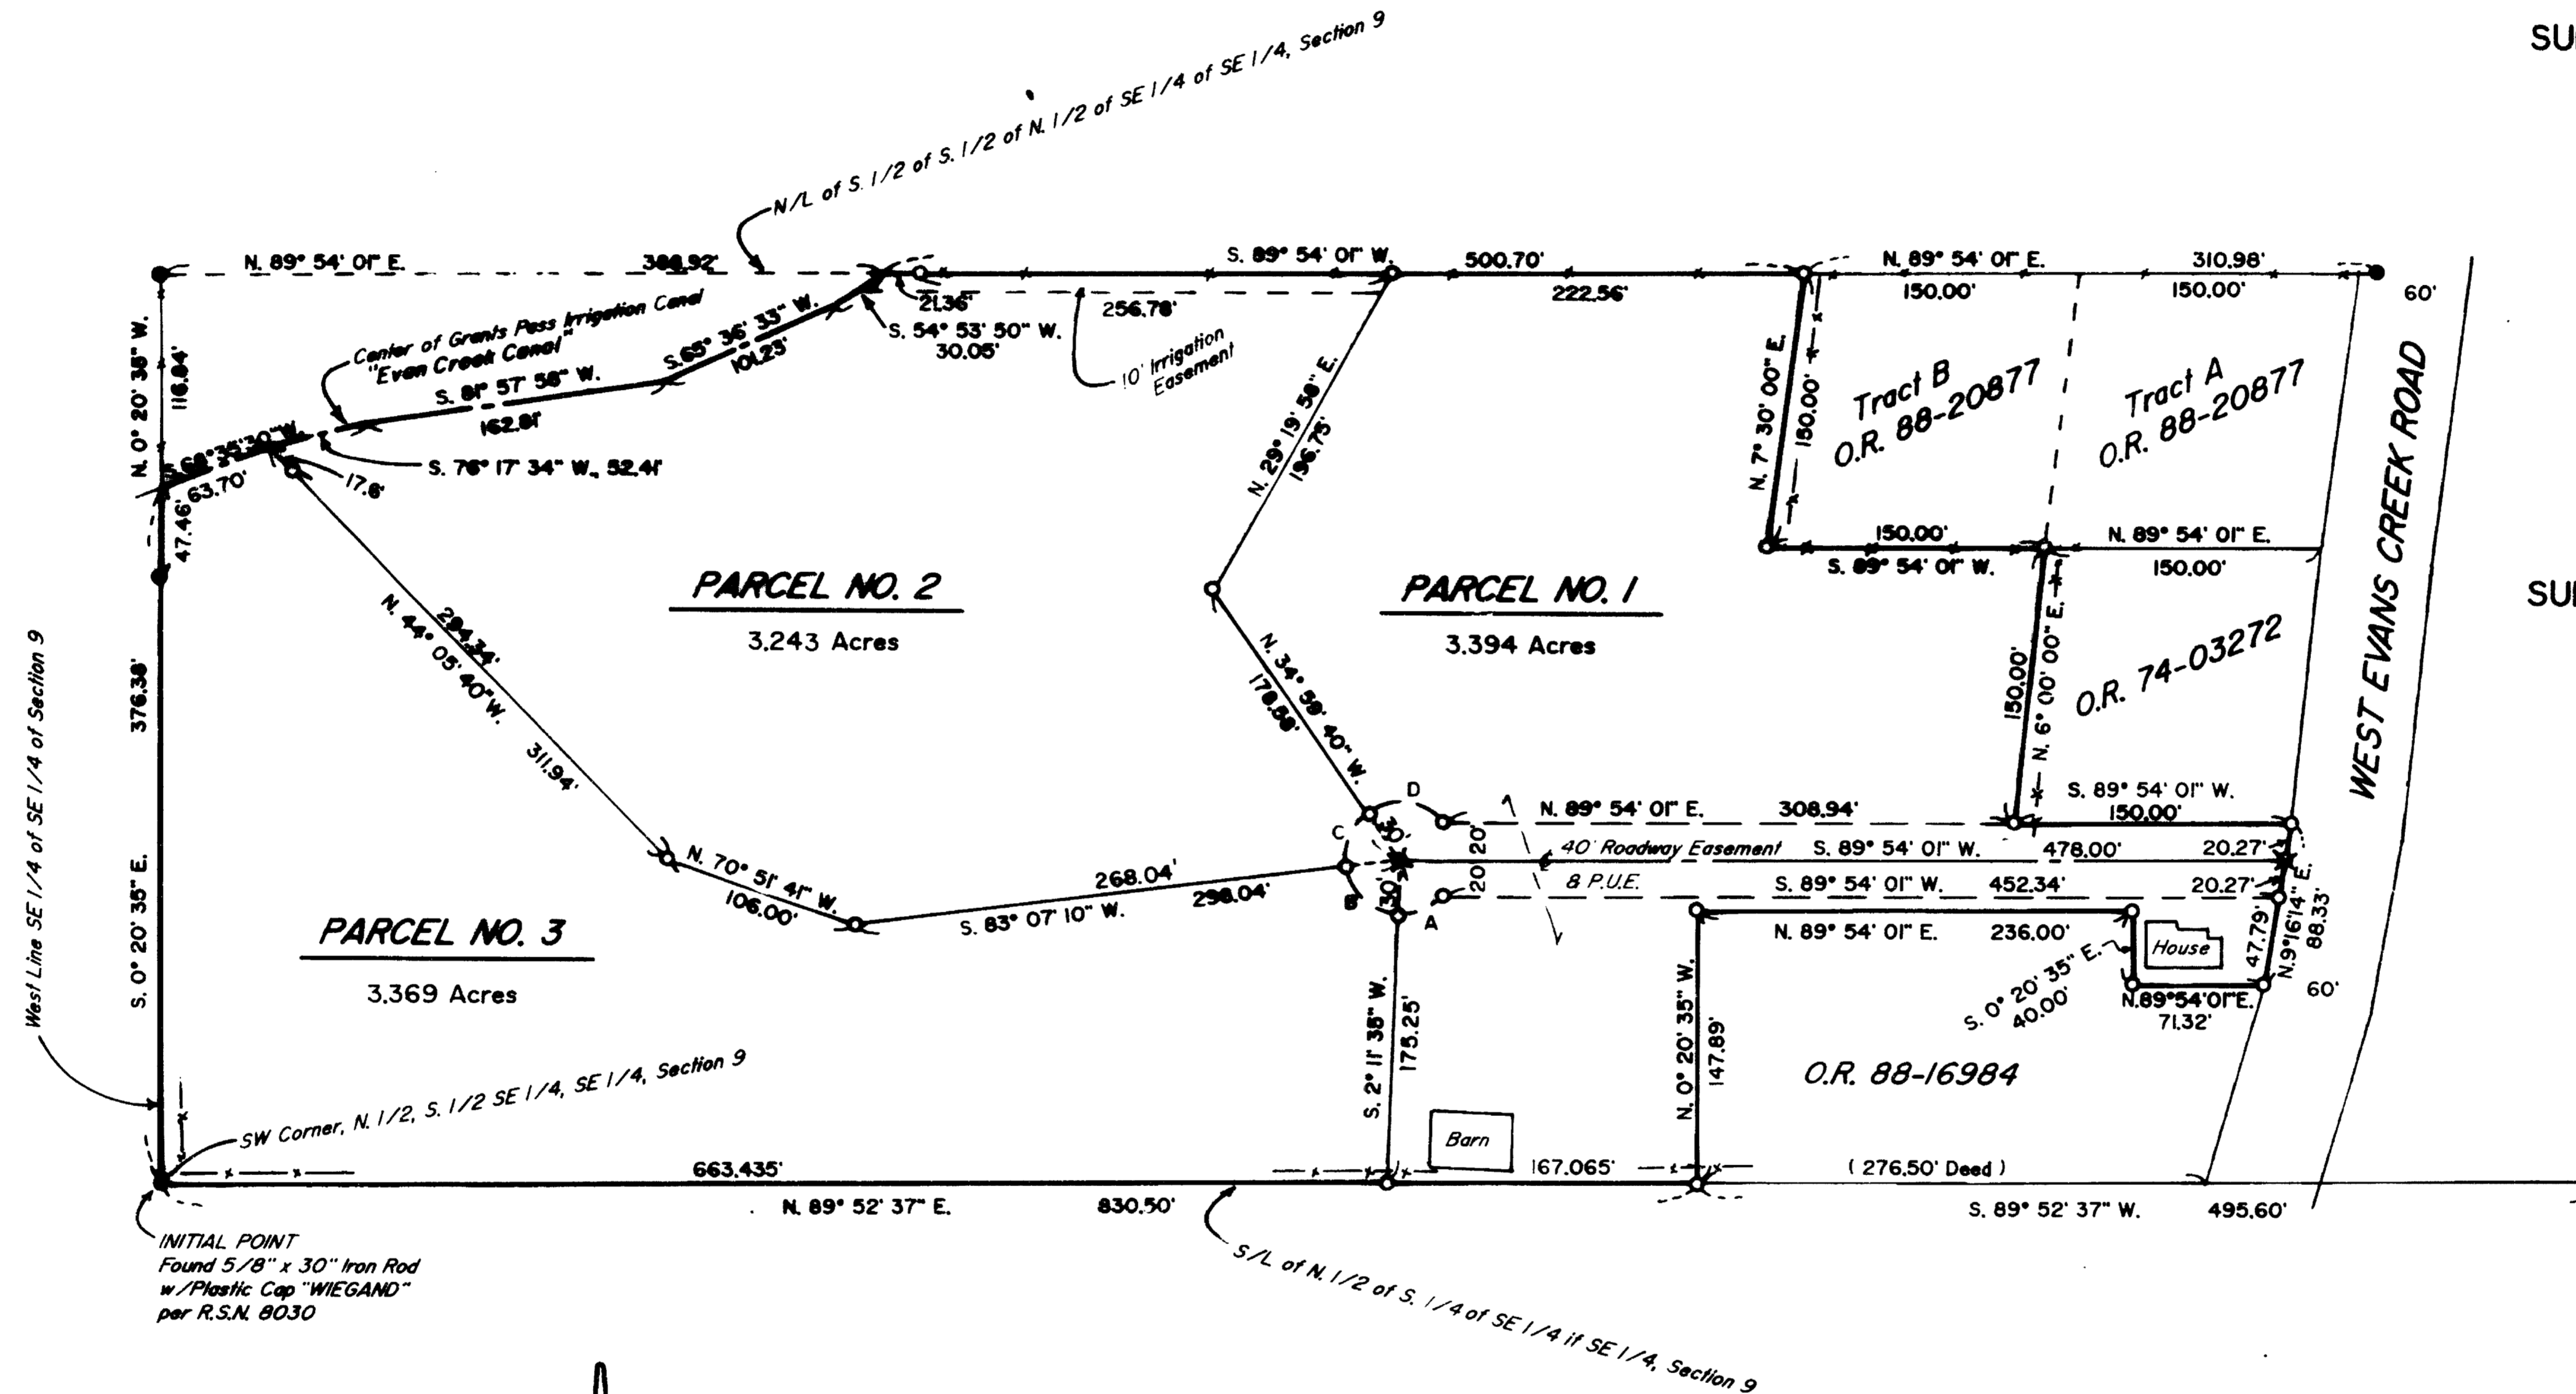 SU
N/L of S. 1/2 of S. 1/2 of N. 1/2 of SE 1/4 of SE 1/4, Section 9
N. 89° 54' 01" E.
S. 89° 54' 01" W.
500.70'
N. 89° 54' 01" E.
310.98'
21.36'
256.78'
222.56'
150.00'
150.00'
60'
S. 54° 53' 50" W.
30.05'
10' Irrigation
Easement
Center of Grants Pass Irrigation Canal
"Evan Creek Canal"
S. 65° 36' 33" W.
101.23'
S. 81° 57' 58" W.
162.81'
N. 0° 20' 35" W.
116.84'
S. 68° 35' 30" W.
63.70'
S. 76° 17' 34" W., 52.41'
17.6'
47.46'
N. 29° 19' 58" E.
196.75'
N. 7° 30' 00" E.
150.00'
Tract B
O.R. 88-20877
Tract A
O.R. 88-20877
WEST EVANS CREEK ROAD
150.00'
S. 89° 54' 01" W.
N. 89° 54' 01" E.
150.00'
PARCEL NO. 2
3.243 Acres
PARCEL NO. 1
3.394 Acres
SU
294.34'
N. 44° 05' 40" W.
311.94'
N. 34° 59' 40" W.
178.58'
150.00'
N. 6° 00' 00" E.
O.R. 74-03272
West Line SE 1/4 of SE 1/4 of Section 9
376.38'
S. 0° 20' 35" E.
D
N. 89° 54' 01" E.
308.94'
S. 89° 54' 01" W.
150.00'
C
20'
20'
40' Roadway Easement
S. 89° 54' 01" W.
478.00'
20.27'
& P.U.E.
S. 89° 54' 01" W.
452.34'
20.27'
N. 70° 51' 41" W.
106.00'
268.04'
S. 83° 07' 10" W.
298.04'
B
30'
A
N. 89° 54' 01" E.
236.00'
House
47.79'
N. 9° 16' 14" E.
88.33'
PARCEL NO. 3
3.369 Acres
S. 0° 20' 35" E.
40.00'
N. 89° 54' 01" E.
71.32'
60'
S. 2° 11' 35" W.
175.25'
N. 0° 20' 35" W.
147.89'
O.R. 88-16984
SW Corner, N. 1/2, S. 1/2 SE 1/4, SE 1/4, Section 9
Barn
663.435'
167.065'
( 276.50' Deed )
N. 89° 52' 37" E.
830.50'
S. 89° 52' 37" W.
495.60'
INITIAL POINT
Found 5/8" x 30" Iron Rod
w/Plastic Cap "WIEGAND"
per R.S.N. 8030
S/L of N. 1/2 of S. 1/4 of SE 1/4 if SE 1/4, Section 9